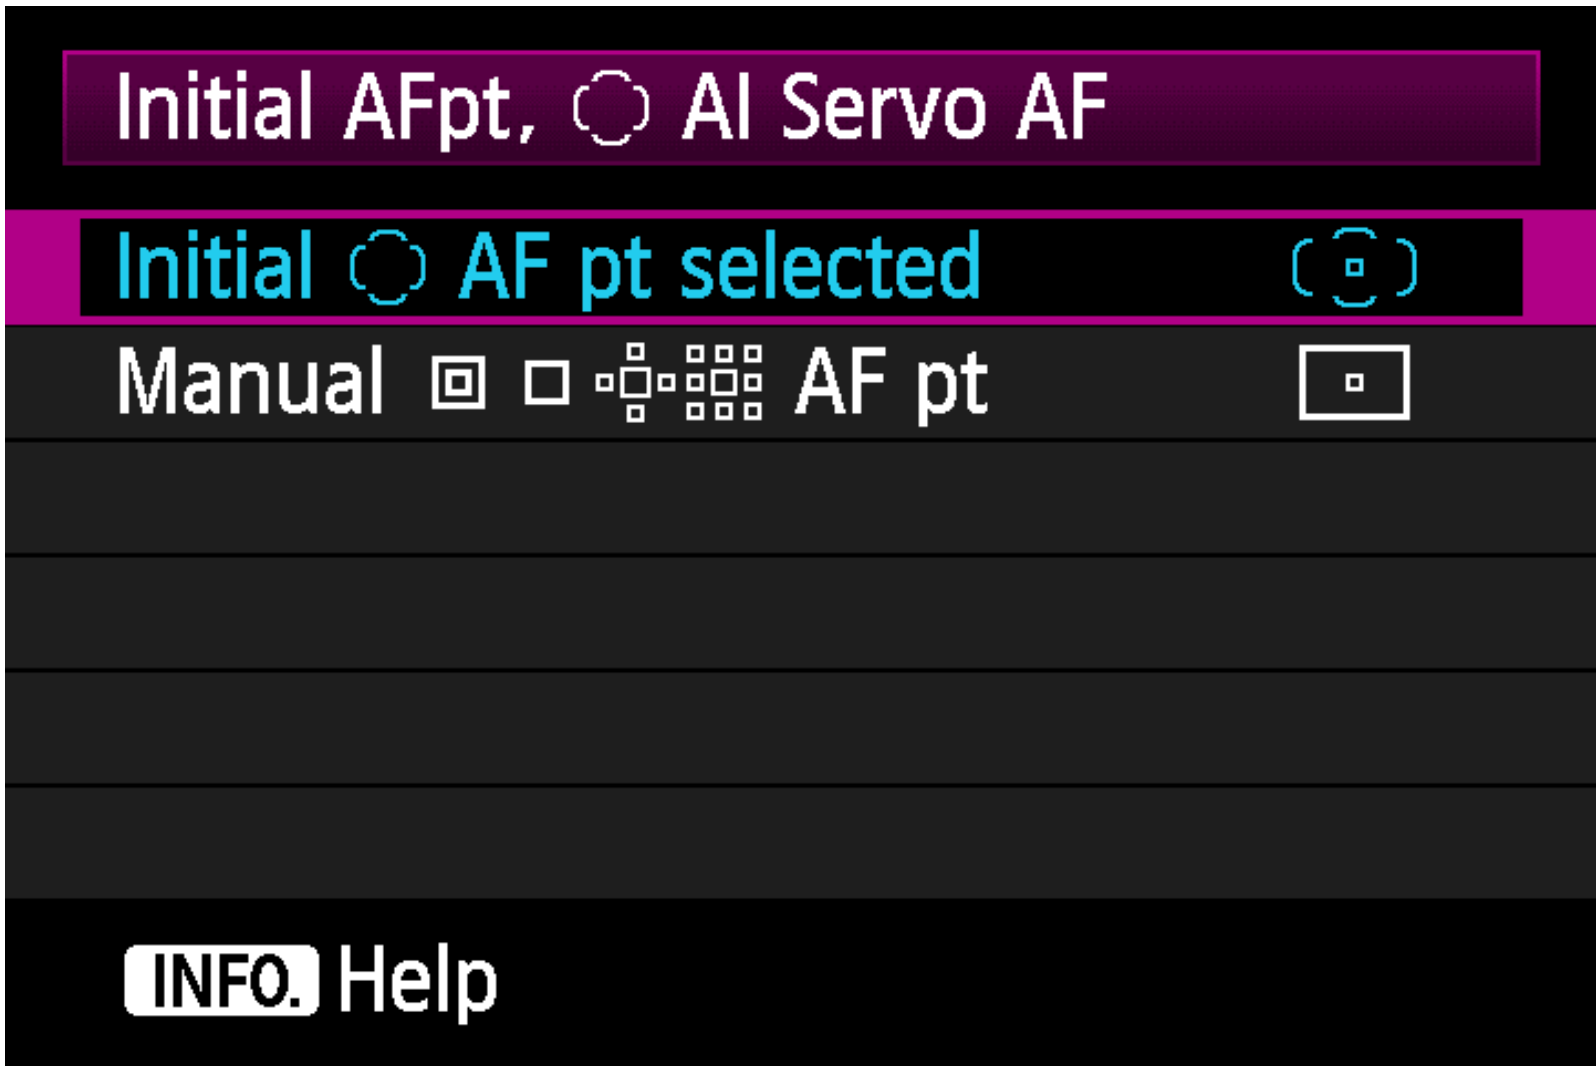 Initial AFpt, AI Servo AF
Initial AF pt selected
Manual AF pt
INFO. Help